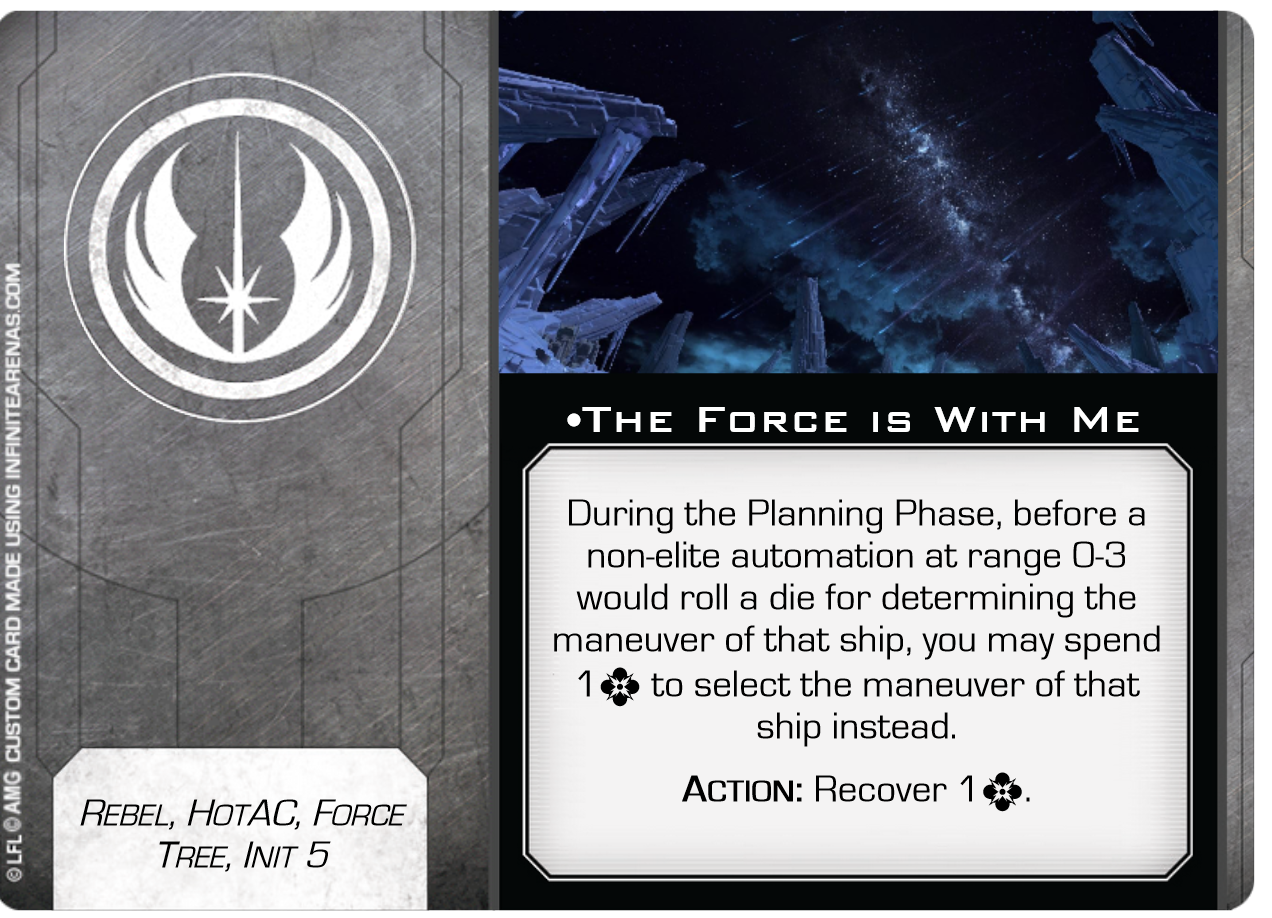 •The Force is With Me
During the Planning Phase, before a
non-elite automation at range 0-3
would roll a die for determining the
maneuver of that ship, you may spend
1 to select the maneuver of that
ship instead.
Action: Recover 1.
Rebel, HotAC, Force
Tree, Init 5
© LFL © AMG CUSTOM CARD MADE USING INFINITEARENAS.COM